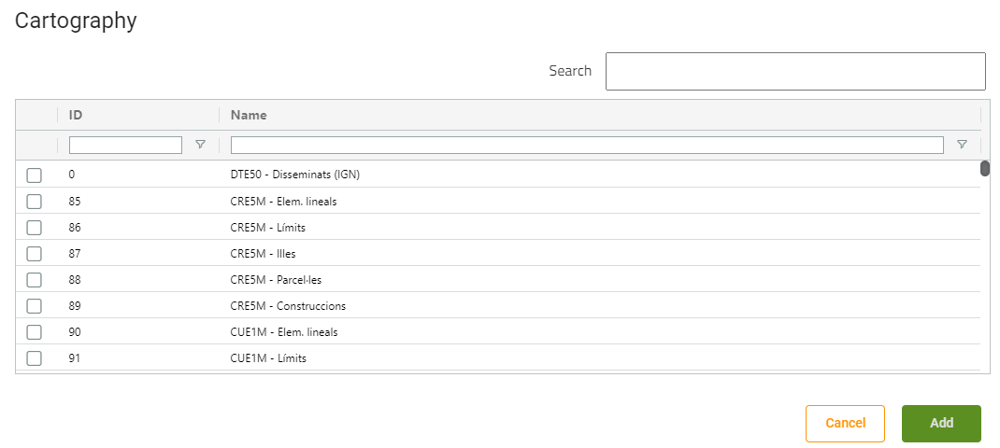 Cartography
Search
ID Name
0 DTE50 - Disseminats (IGN)
85 CRE5M - Elem. lineals
86 CRE5M - Límits
87 CRE5M - Illes
88 CRE5M - Parcel·les
89 CRE5M - Construccions
90 CUE1M - Elem. lineals
91 CUE1M - Límits
Cancel Add